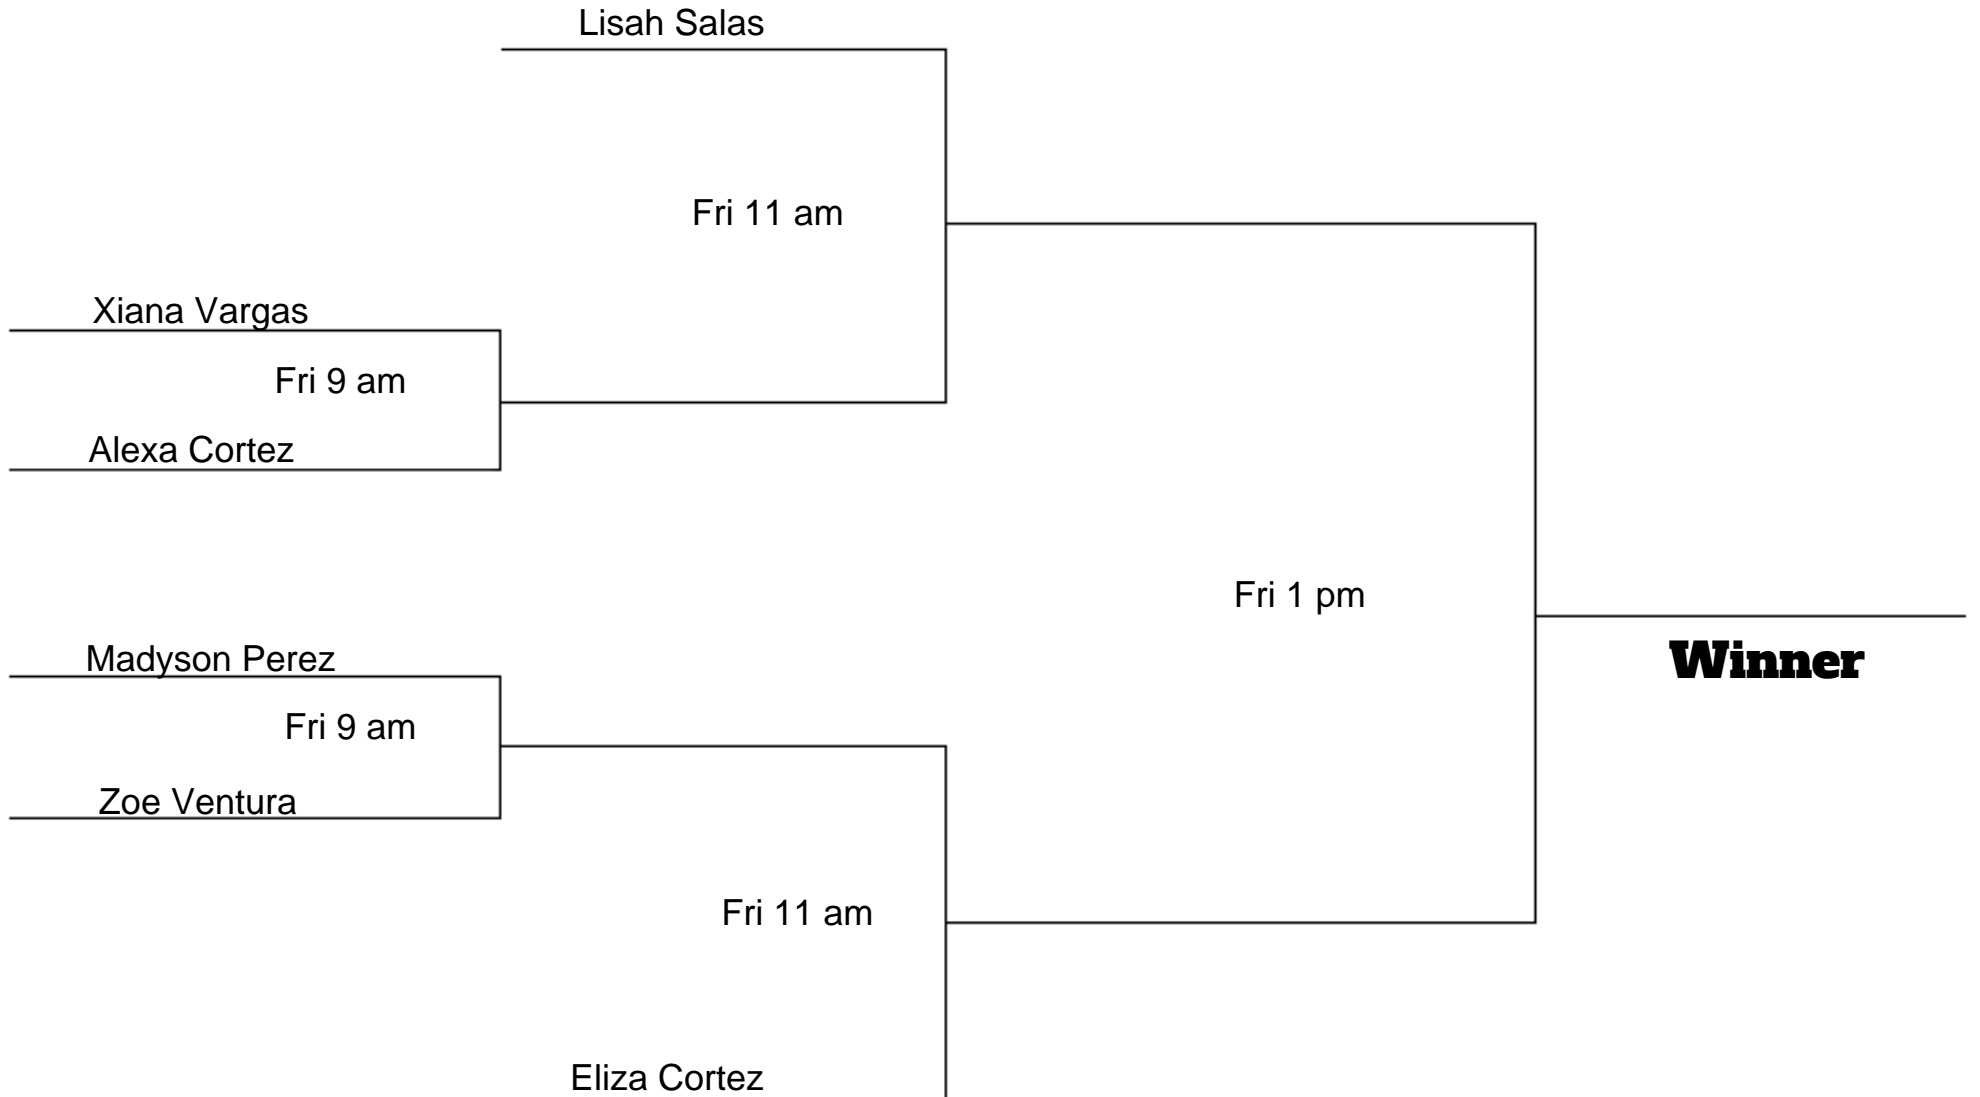 Lisah Salas
Fri 11 am
Xiana Vargas
Fri 9 am
Alexa Cortez
Fri 1 pm
Winner
Madyson Perez
Fri 9 am
Zoe Ventura
Fri 11 am
Eliza Cortez